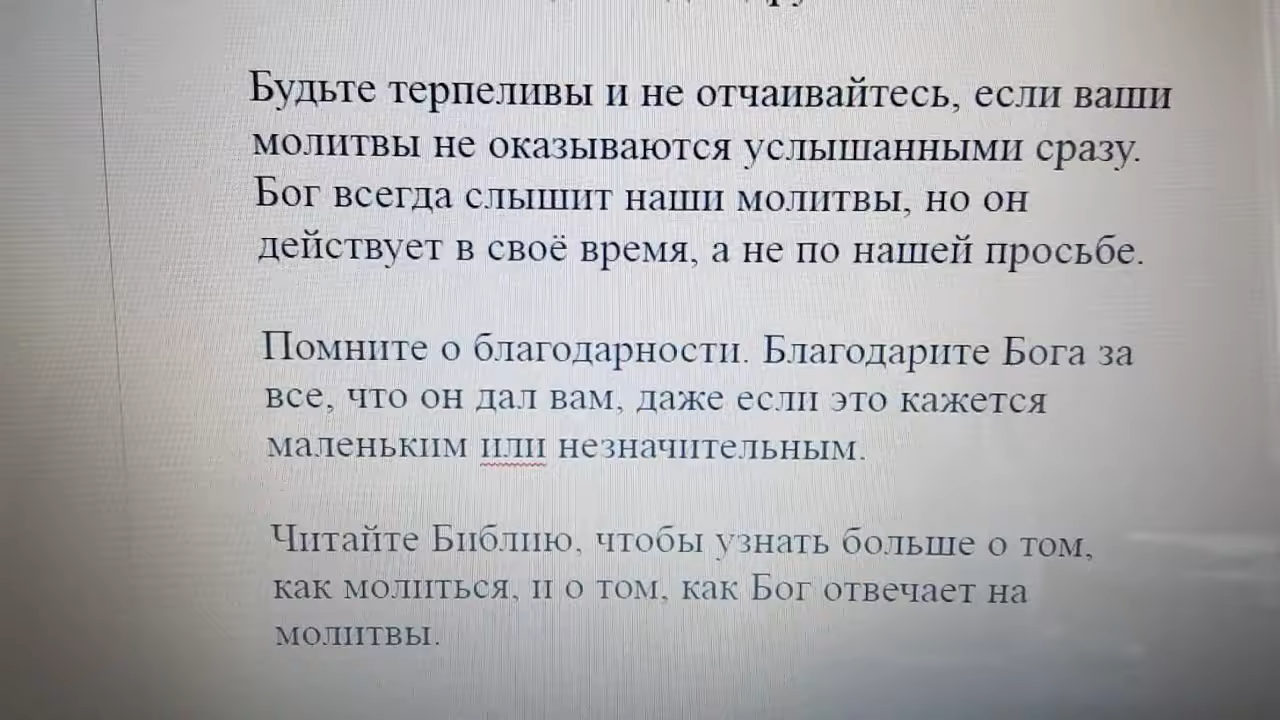 Будьте терпеливы и не отчаивайтесь, если ваши
молитвы не оказываются услышанными сразу.
Бог всегда слышит наши молитвы, но он
действует в своё время, а не по нашей просьбе.
Помните о благодарности. Благодарите Бога за
все, что он дал вам, даже если это кажется
маленьким или незначительным.
Читайте Библию, чтобы узнать больше о том,
как молиться, и о том, как Бог отвечает на
молитвы.